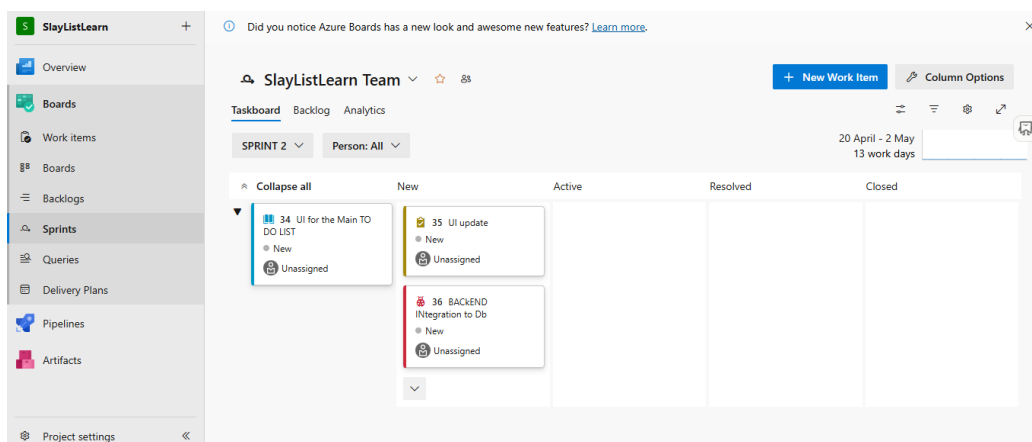 S SlayListLearn +
Overview
Boards
Work items
Boards
Backlogs
Sprints
Queries
Delivery Plans
Pipelines
Artifacts
Project settings
Did you notice Azure Boards has a new look and awesome new features? Learn more.
SlayListLearn Team
+ New Work Item
Column Options
Taskboard Backlog Analytics
SPRINT 2
Person: All
20 April - 2 May
13 work days
Collapse all New Active Resolved Closed
34 UI for the Main TO
DO LIST
New
Unassigned
35 UI update
New
Unassigned
36 BACkEND
INtegration to Db
New
Unassigned